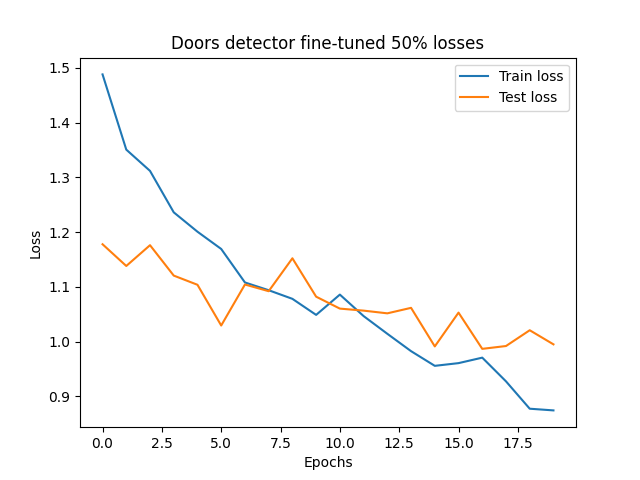 Doors detector fine-tuned 50% losses
Train loss
Test loss
1.5
1.4
1.3
1.2
1.1
1.0
0.9
Loss
0.0 2.5 5.0 7.5 10.0 12.5 15.0 17.5
Epochs